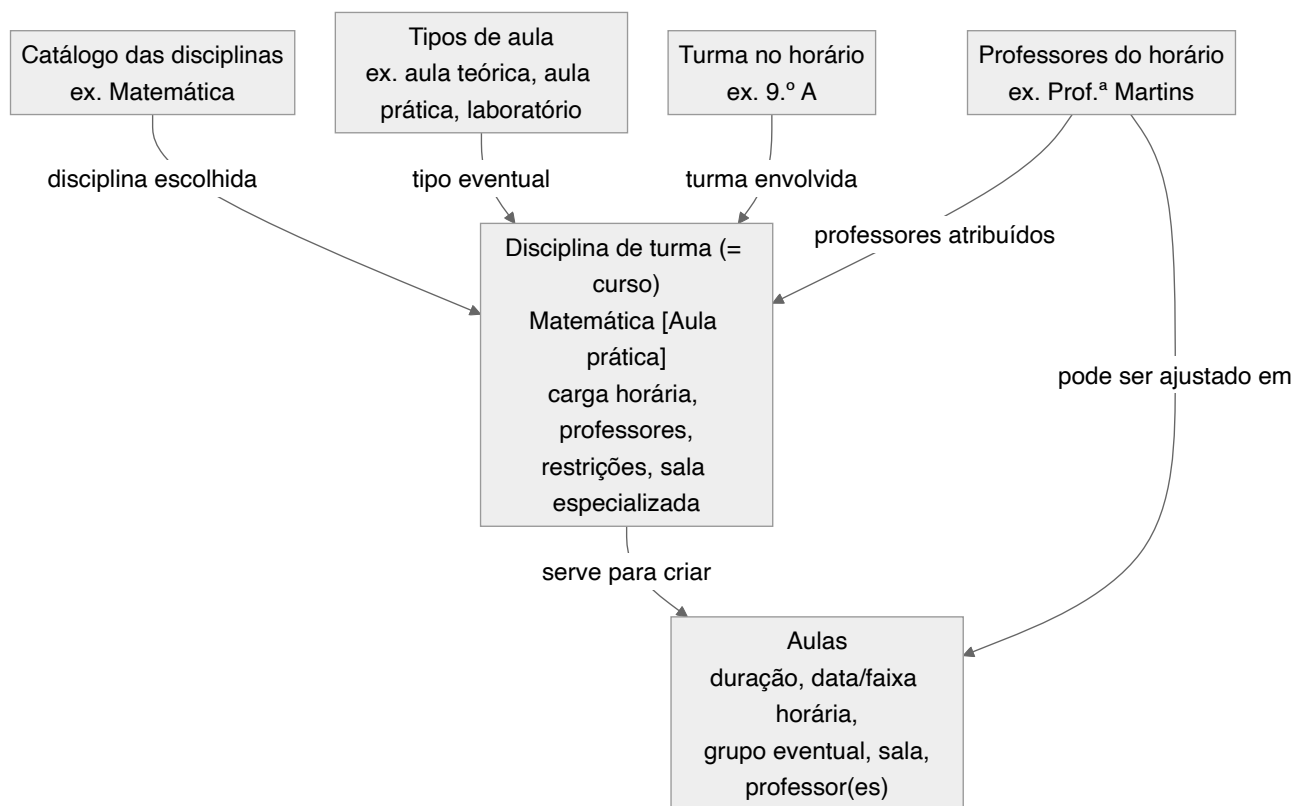 Catálogo das disciplinas
ex. Matemática
Tipos de aula
ex. aula teórica, aula
prática, laboratório
Turma no horário
ex. 9.º A
Professores do horário
ex. Prof.ª Martins
disciplina escolhida
tipo eventual
turma envolvida
professores atribuídos
Disciplina de turma (=
curso)
Matemática [Aula
prática]
carga horária,
professores,
restrições, sala
especializada
pode ser ajustado em
serve para criar
Aulas
duração, data/faixa
horária,
grupo eventual, sala,
professor(es)